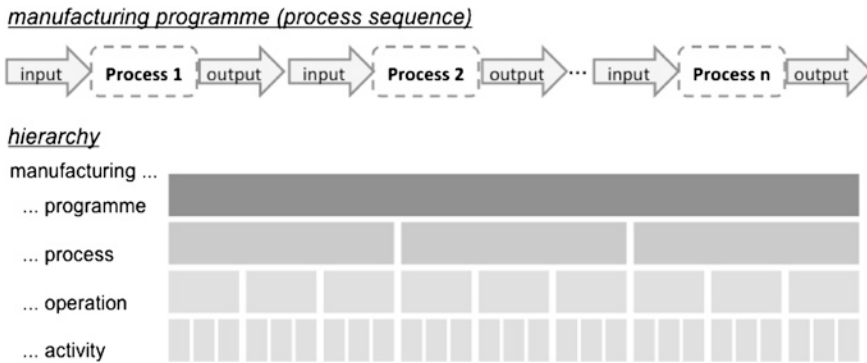 manufacturing programme (process sequence)
input Process 1 output input Process 2 output ... input Process n output
hierarchy
manufacturing ...
... programme
... process
... operation
... activity